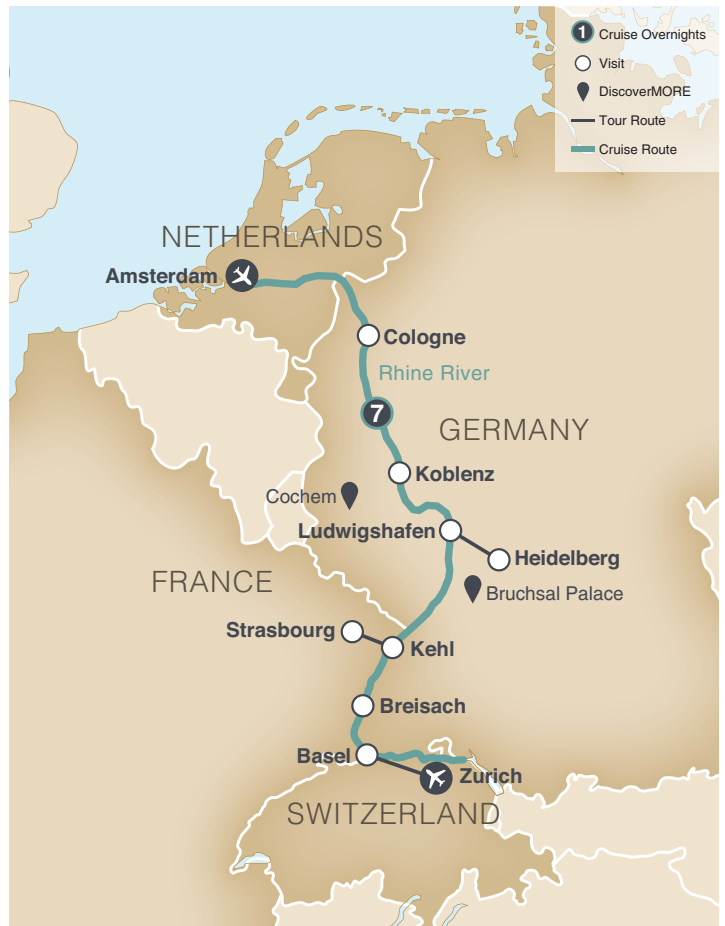 1 Cruise Overnights
Visit
DiscoverMORE
Tour Route
Cruise Route
NETHERLANDS
Amsterdam
Cologne
Rhine River
7
GERMANY
Koblenz
Cochem
Ludwigshafen
Heidelberg
FRANCE
Bruchsal Palace
Strasbourg
Kehl
Breisach
Basel
Zurich
SWITZERLAND